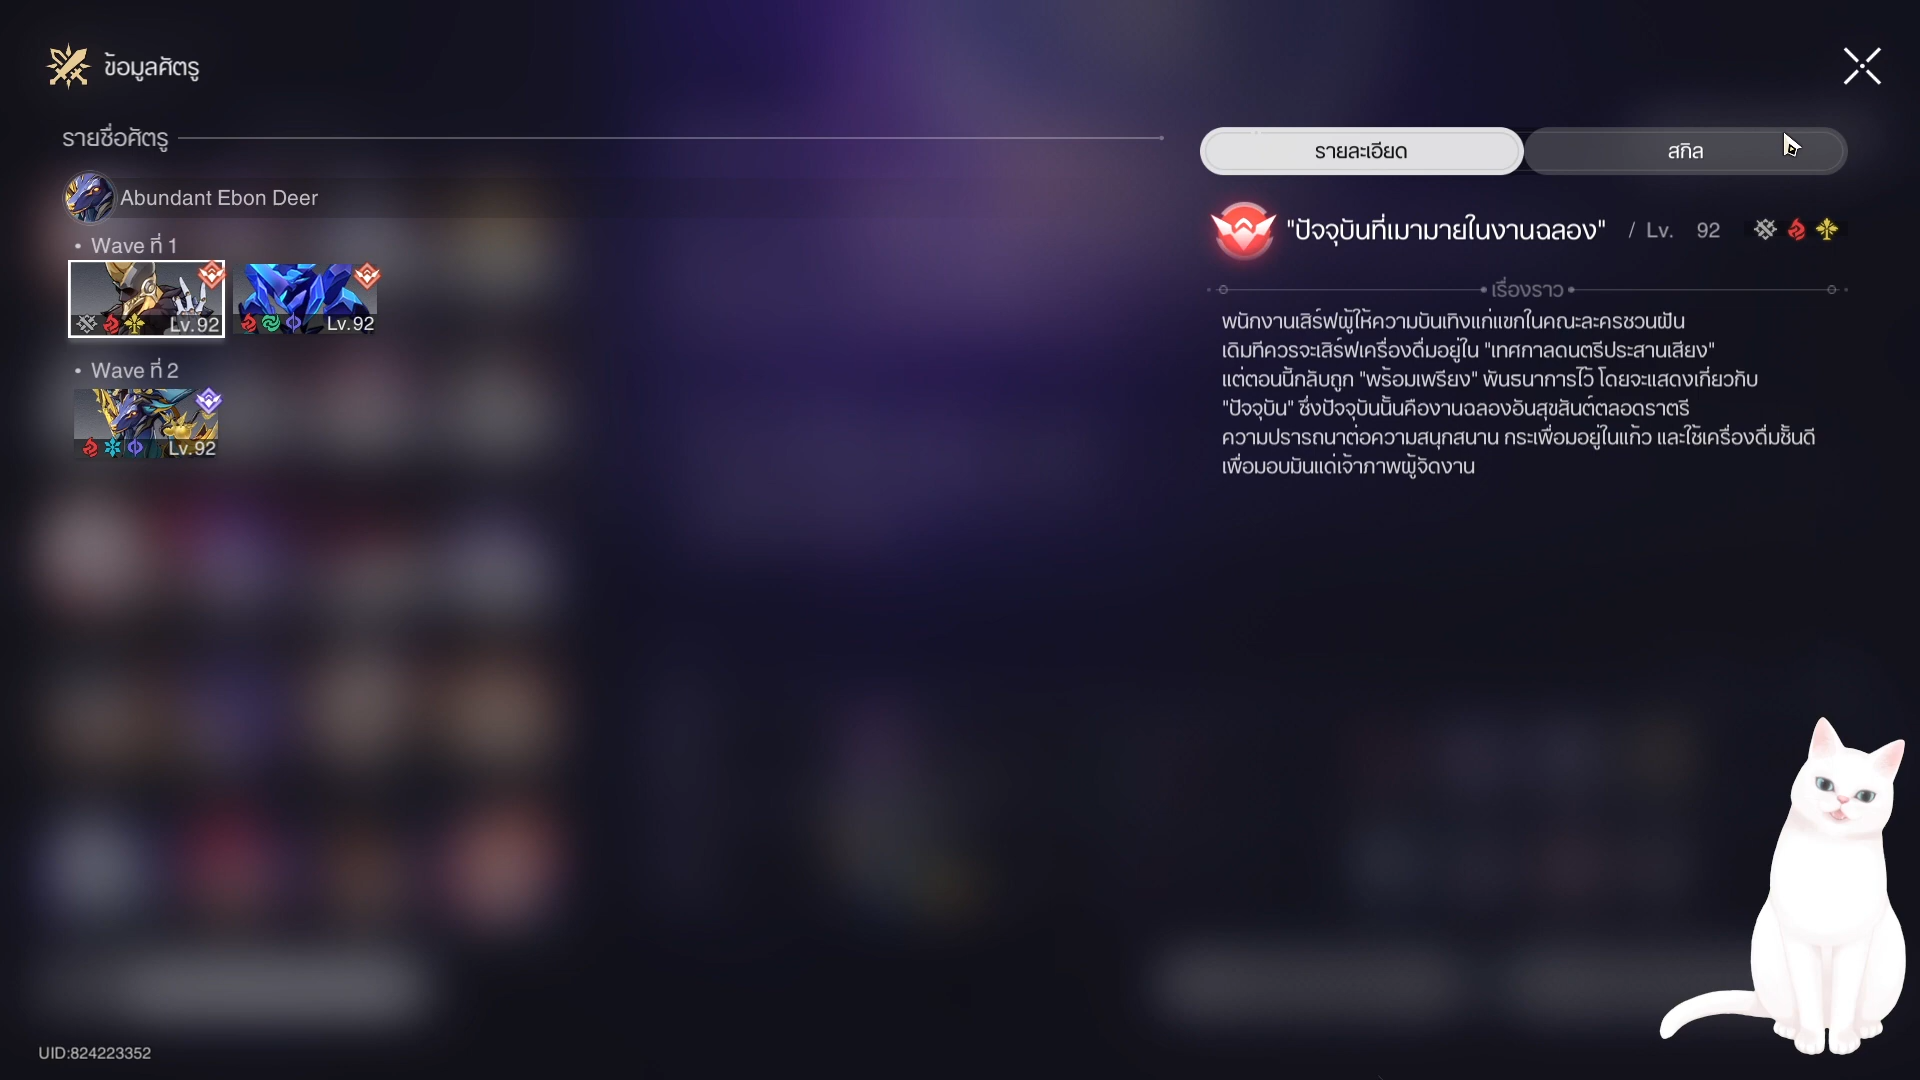 ข้อมูลศัตรู
รายชื่อศัตรู
Abundant Ebon Deer
• Wave ที่ 1
Lv.92
Lv.92
• Wave ที่ 2
Lv.92
รายละเอียด
สกิล
"ปัจจุบันที่เมามายในงานฉลอง" / Lv. 92
เรื่องราว
พนักงานเสิร์ฟผู้ให้ความบันเทิงแก่แขกในคณะละครชวนฝัน
เดิมทีควรจะเสิร์ฟเครื่องดื่มอยู่ใน "เทศกาลดนตรีประสานเสียง"
แต่ตอนนี้กลับถูก "พร้อมเพรียง" พันธนาการไว้ โดยจะแสดงเกี่ยวกับ
"ปัจจุบัน" ซึ่งปัจจุบันนั้นคืองานฉลองอันสุขสันต์ตลอดราตรี
ความปรารถนาต่อความสนุกสนาน กระเพื่อมอยู่ในแก้ว และใช้เครื่องดื่มชั้นดี
เพื่อมอบมันแด่เจ้าภาพผู้จัดงาน
UID:824223352